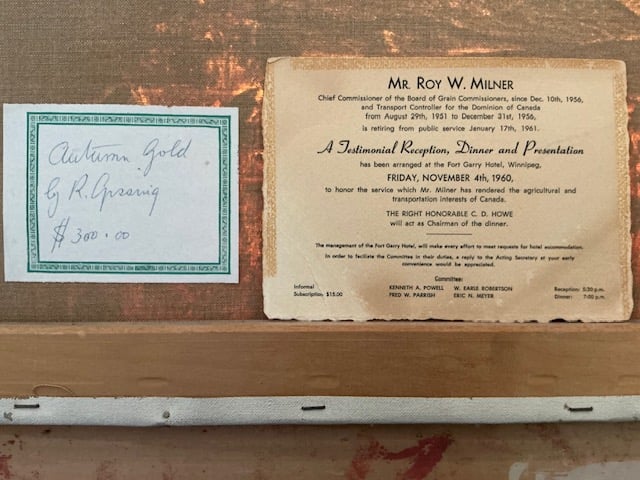 Autumn Gold
by R. Gissing
$300.00
MR. ROY W. MILNER
Chief Commissioner of the Board of Grain Commissioners, since Dec. 10th, 1956,
and Transport Controller for the Dominion of Canada
from August 29th, 1951 to December 31st, 1956,
is retiring from public service January 17th, 1961.
A Testimonial Reception, Dinner and Presentation
has been arranged at the Fort Garry Hotel, Winnipeg,
FRIDAY, NOVEMBER 4th, 1960,
to honor the service which Mr. Milner has rendered the agricultural and
transportation interests of Canada.
THE RIGHT HONORABLE C. D. HOWE
will act as Chairman of the dinner.
The management of the Fort Garry Hotel, will make every effort to meet requests for hotel accommodation.
In order to facilitate the Committee in their duties, a reply to the Acting Secretary at your early
convenience would be appreciated.
Committee:
Informal KENNETH A. POWELL W. EARLE ROBERTSON Reception: 5:30 p.m.
Subscription, $15.00 FRED W. PARRISH ERIC N. MEYER Dinner: 7:00 p.m.